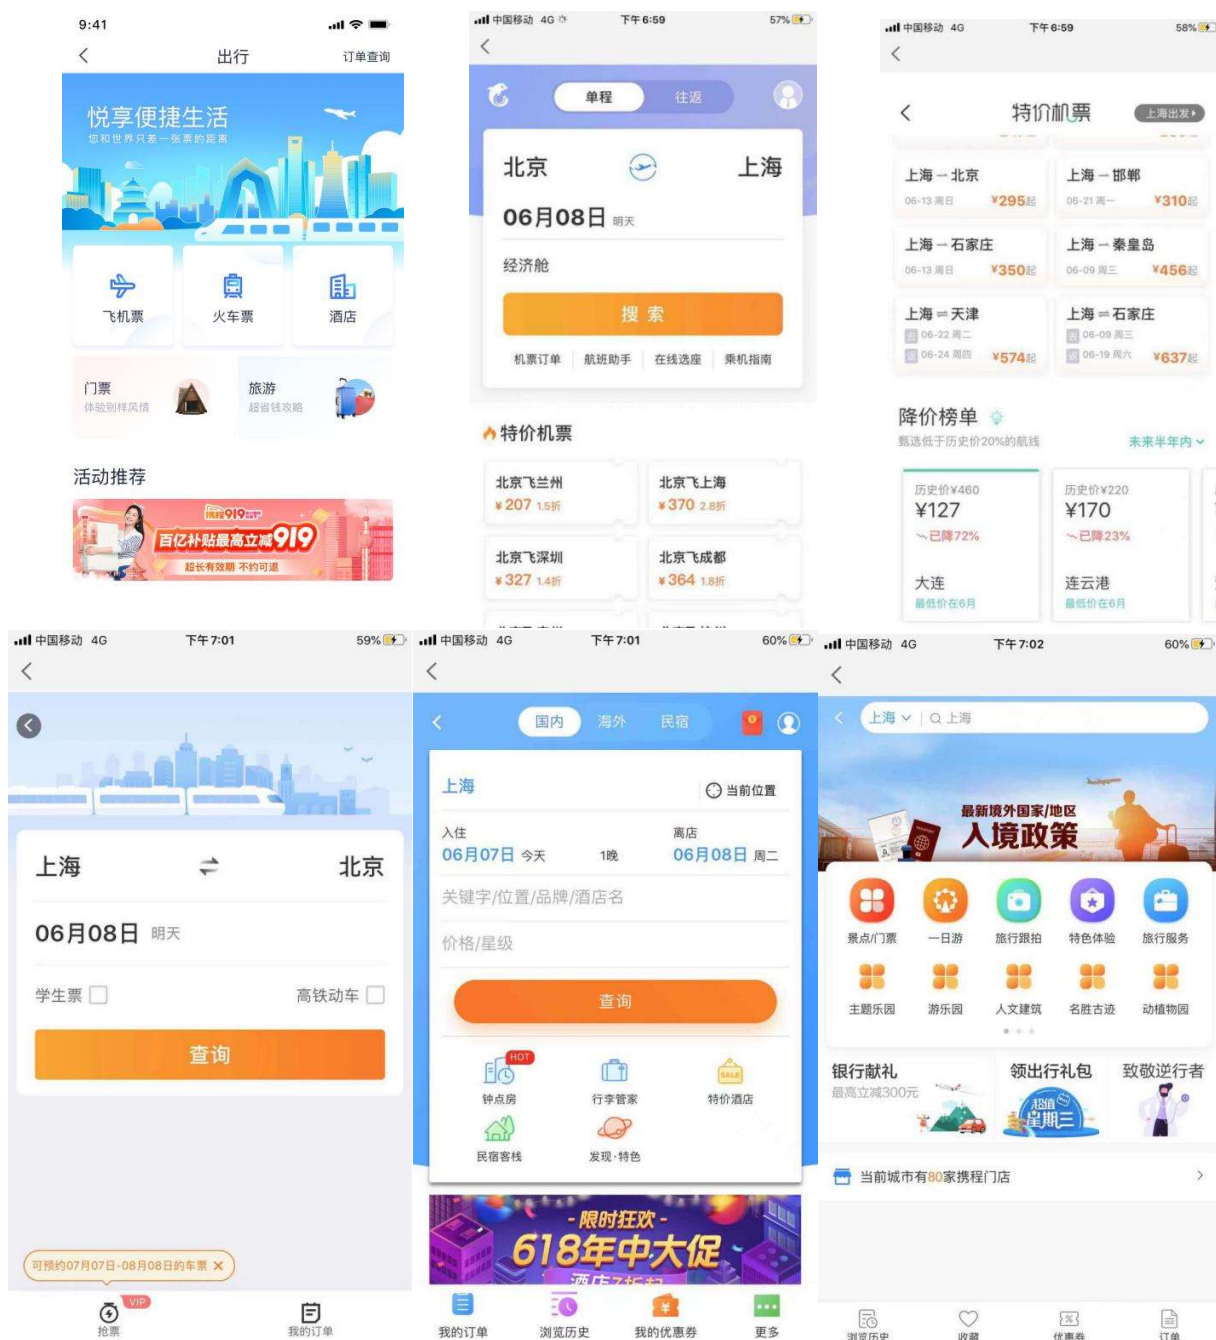 9:41
出行
订单查询
悦享便捷生活
您和世界只差一张票的距离
飞机票
火车票
酒店
门票
体验别样风情
旅游
超省钱攻略
活动推荐
携程919
百亿补贴最高立减919
超长有效期 不约可退
中国移动 4G
下午6:59
57%
单程
往返
北京
上海
06月08日 明天
经济舱
搜索
机票订单
航班助手
在线选座
乘机指南
特价机票
北京飞兰州
¥207 1.5折
北京飞上海
¥370 2.8折
北京飞深圳
¥327 1.4折
北京飞成都
¥364 1.8折
中国移动 4G
下午6:59
58%
特价机票
上海出发
上海—北京
06-13 周日 ¥295起
上海—邯郸
06-21 周一 ¥310起
上海—石家庄
06-13 周日 ¥350起
上海—秦皇岛
06-09 周三 ¥456起
上海⇌天津
去 06-22 周二
返 06-24 周四 ¥574起
上海⇌石家庄
去 06-09 周三
返 06-19 周六 ¥637起
降价榜单
甄选低于历史价20%的航线
未来半年内
历史价¥460
¥127
已降72%
大连
最低价在6月
历史价¥220
¥170
已降23%
连云港
最低价在6月
中国移动 4G
下午7:01
59%
上海
北京
06月08日 明天
学生票
高铁动车
查询
可预约07月07日-08月08日的车票 ×
VIP
抢票
我的订单
中国移动 4G
下午7:01
60%
国内
海外
民宿
上海
当前位置
入住
离店
06月07日 今天
1晚
06月08日 周二
关键字/位置/品牌/酒店名
价格/星级
查询
HOT
钟点房
行李管家
SALE
特价酒店
民宿客栈
发现·特色
- 限时狂欢 -
618年中大促
酒店7折起
我的订单
浏览历史
我的优惠券
更多
中国移动 4G
下午7:02
60%
上海
上海
最新境外国家/地区
入境政策
景点/门票
一日游
旅行跟拍
特色体验
旅行服务
主题乐园
游乐园
人文建筑
名胜古迹
动植物园
银行献礼
最高立减300元
领出行礼包
超值
星期三
致敬逆行者
当前城市有80家携程门店
浏览历史
收藏
优惠券
订单